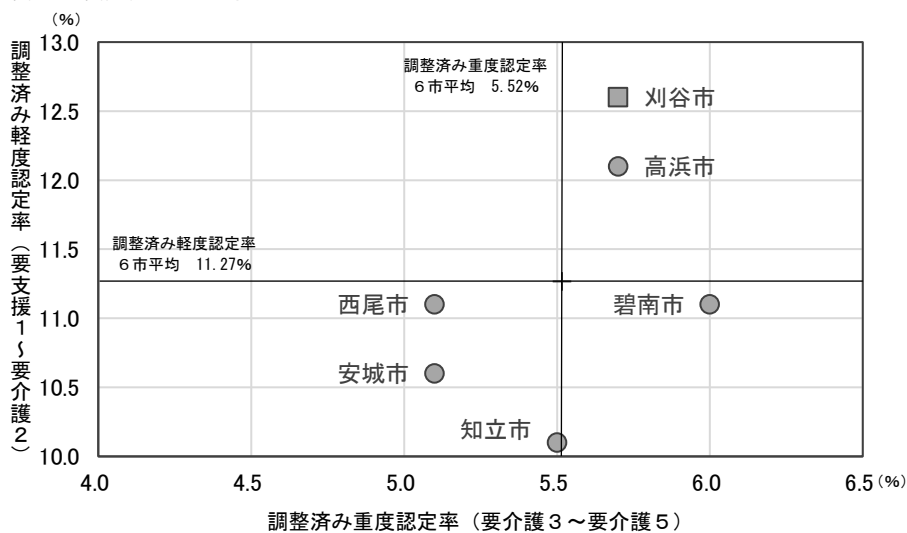 (%)
13.0
12.5
12.0
11.5
11.0
10.5
10.0
調整済み軽度認定率（要支援１～要介護２）
調整済み重度認定率
６市平均　5.52%
刈谷市
高浜市
調整済み軽度認定率
６市平均　11.27%
西尾市
碧南市
安城市
知立市
4.0
4.5
5.0
5.5
6.0
6.5
(%)
調整済み重度認定率（要介護３～要介護５）